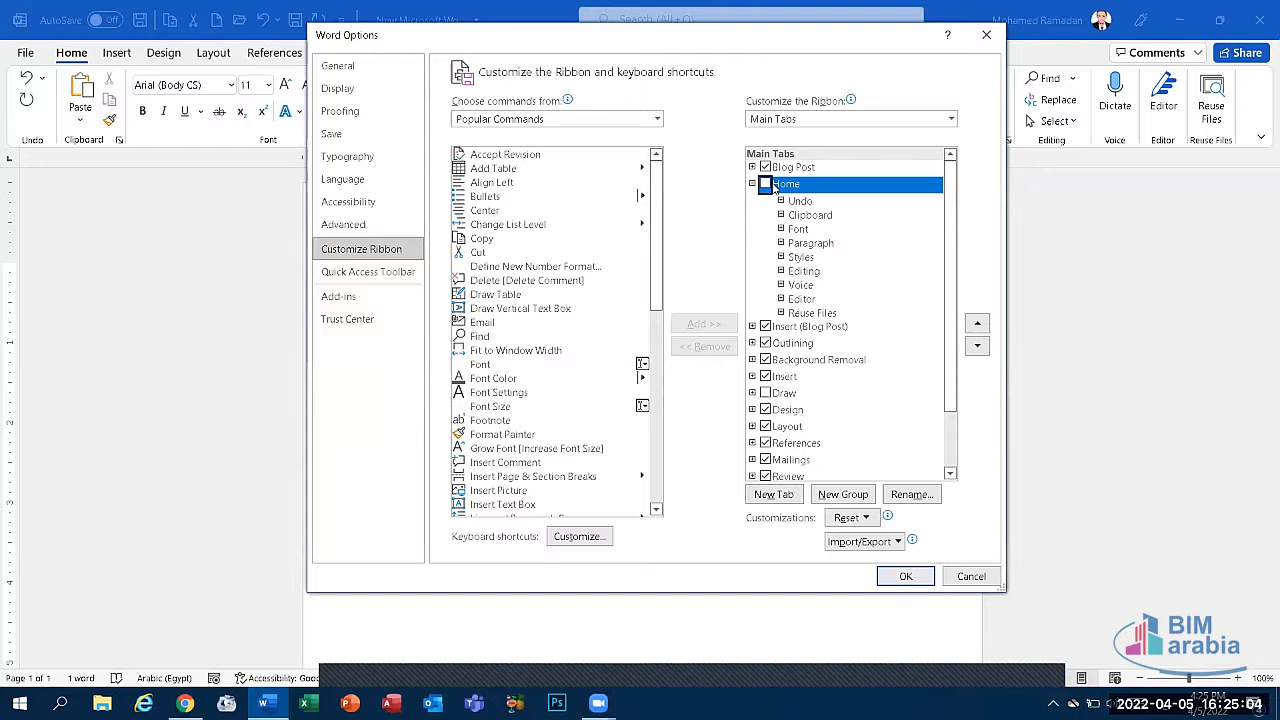 AutoSave
Off
New Microsoft Wo
Search (Alt+Q)
Mohamed Ramadan
File
Home
Insert
Design
Layout
References
Comments
Share
Word Options
?
General
Display
Proofing
Save
Typography
Language
Accessibility
Advanced
Customize Ribbon
Quick Access Toolbar
Add-ins
Trust Center
Customize the Ribbon and keyboard shortcuts.
Choose commands from:
Popular Commands
Accept Revision
Add Table
Align Left
Bullets
Center
Change List Level
Copy
Cut
Define New Number Format...
Delete [Delete Comment]
Draw Table
Draw Vertical Text Box
Email
Find
Fit to Window Width
Font
Font Color
Font Settings
Font Size
Footnote
Format Painter
Grow Font [Increase Font Size]
Insert Comment
Insert Page & Section Breaks
Insert Picture
Insert Text Box
Add >>
<< Remove
Customize the Ribbon:
Main Tabs
Main Tabs
Blog Post
Home
Undo
Clipboard
Font
Paragraph
Styles
Editing
Voice
Editor
Reuse Files
Insert (Blog Post)
Outlining
Background Removal
Insert
Draw
Design
Layout
References
Mailings
Review
New Tab
New Group
Rename...
Customizations:
Reset
Import/Export
Keyboard shortcuts:
Customize...
OK
Cancel
Paste
Arial (Body CS)
11
B I U
Undo
Clipboard
Font
Find
Replace
Select
Dictate
Editor
Reuse
Files
Voice
Editor
Reuse Files
BIM
arabia
Page 1 of 1
1 word
Arabic (Egypt)
Accessibility: Good
100%
2022-04-05 16:25:04